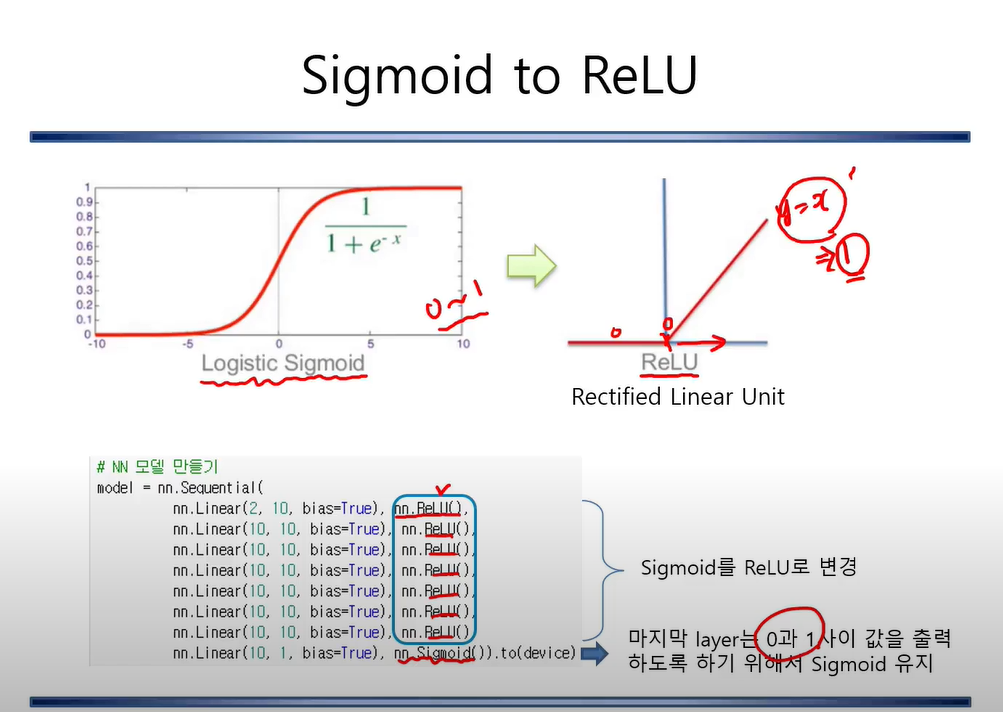 Sigmoid to ReLU
1
0.9
0.8
0.7
0.6
0.5
0.4
0.3
0.2
0.1
0
-10
-5
0
5
10
1
1 + e^-x
0~1
Logistic Sigmoid
y=x
1
0
0
ReLU
Rectified Linear Unit
# NN 모델 만들기
model = nn.Sequential(
nn.Linear(2, 10, bias=True), nn.ReLU(),
nn.Linear(10, 10, bias=True), nn.ReLU(),
nn.Linear(10, 10, bias=True), nn.ReLU(),
nn.Linear(10, 10, bias=True), nn.ReLU(),
nn.Linear(10, 10, bias=True), nn.ReLU(),
nn.Linear(10, 10, bias=True), nn.ReLU(),
nn.Linear(10, 10, bias=True), nn.ReLU()
nn.Linear(10, 1, bias=True), nn.Sigmoid()).to(device)
Sigmoid를 ReLU로 변경
마지막 layer는 0과 1사이 값을 출력
하도록 하기 위해서 Sigmoid 유지